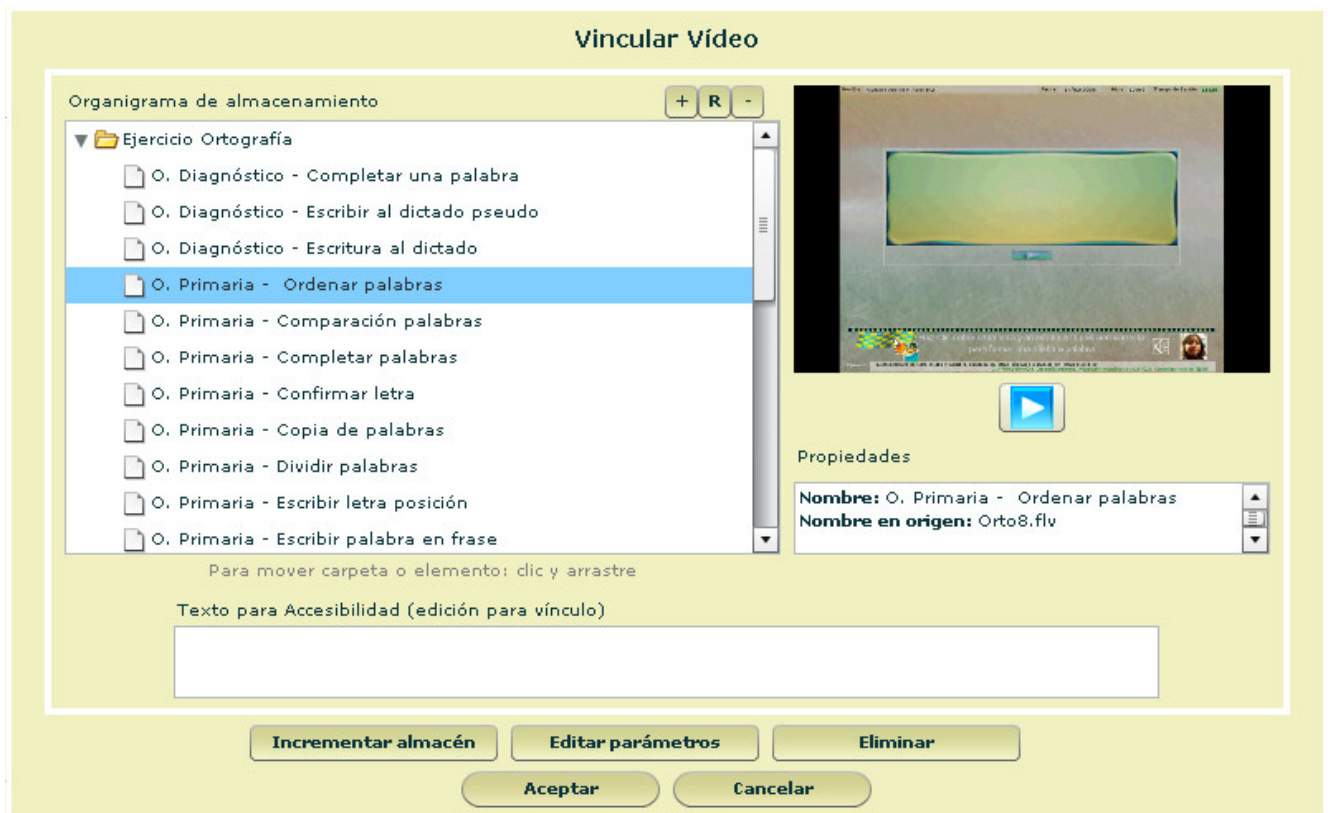 Vincular Vídeo
Organigrama de almacenamiento
+ R -
Ejercicio Ortografía
O. Diagnóstico - Completar una palabra
O. Diagnóstico - Escribir al dictado pseudo
O. Diagnóstico - Escritura al dictado
O. Primaria -  Ordenar palabras
O. Primaria - Comparación palabras
O. Primaria - Completar palabras
O. Primaria - Confirmar letra
O. Primaria - Copia de palabras
O. Primaria - Dividir palabras
O. Primaria - Escribir letra posición
O. Primaria - Escribir palabra en frase
Para mover carpeta o elemento: clic y arrastre
Propiedades
Nombre: O. Primaria -  Ordenar palabras
Nombre en origen: Orto8.flv
Texto para Accesibilidad (edición para vínculo)
Incrementar almacén
Editar parámetros
Eliminar
Aceptar
Cancelar